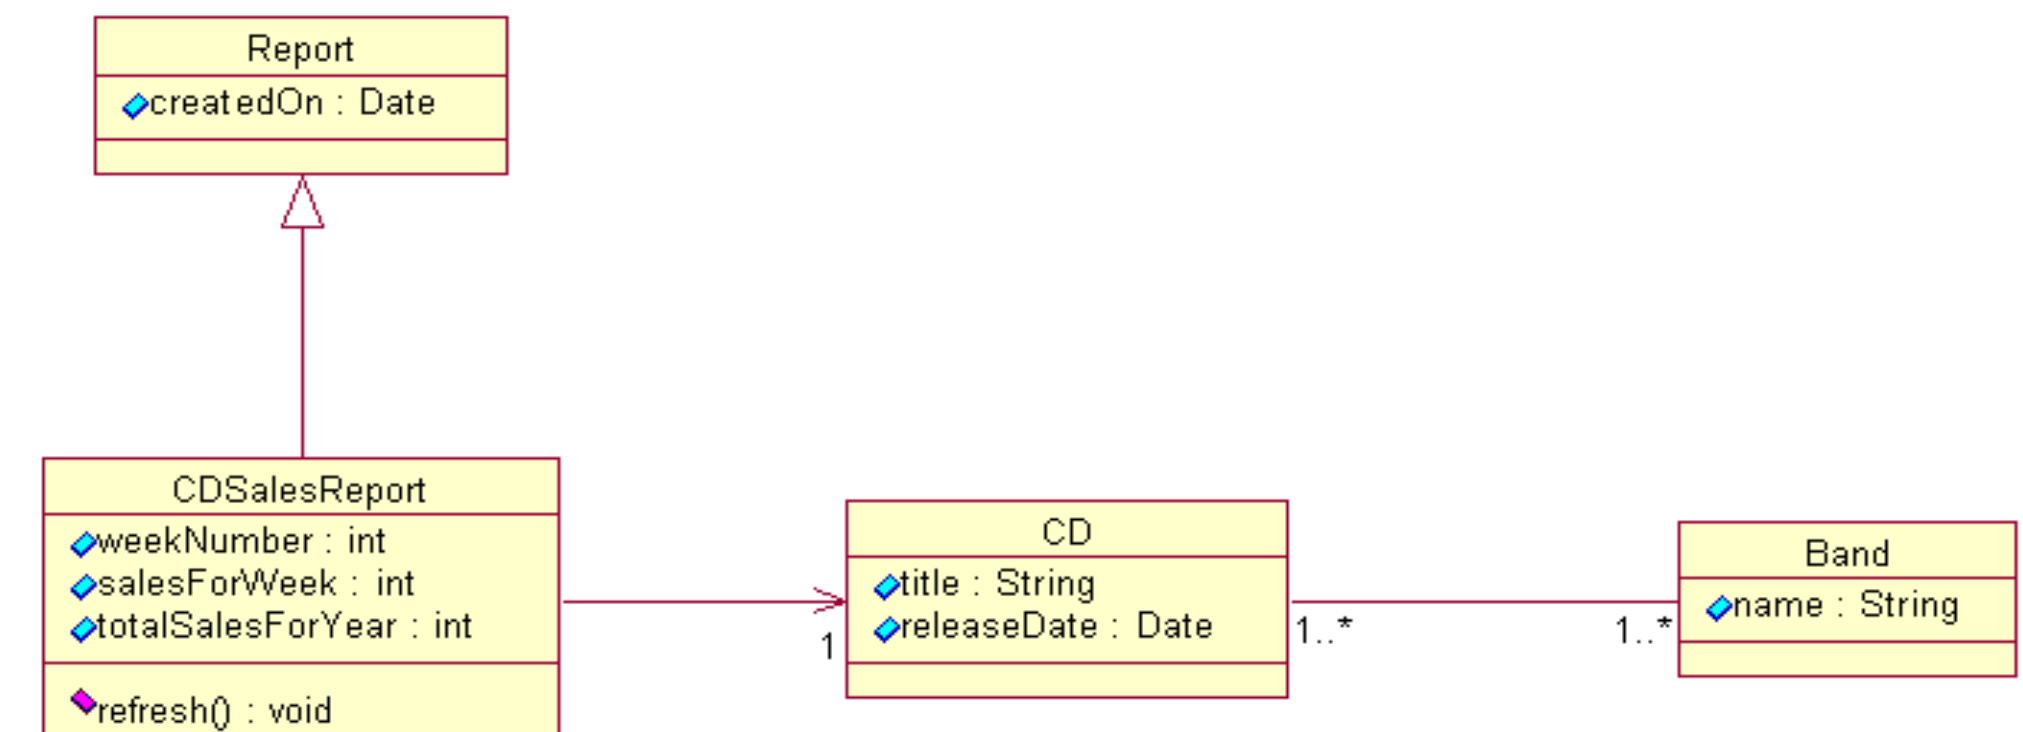 Report
createdOn : Date
CDSalesReport
weekNumber : int
salesForWeek : int
totalSalesForYear : int
refresh() : void
1
CD
title : String
releaseDate : Date
1..*
1..*
Band
name : String